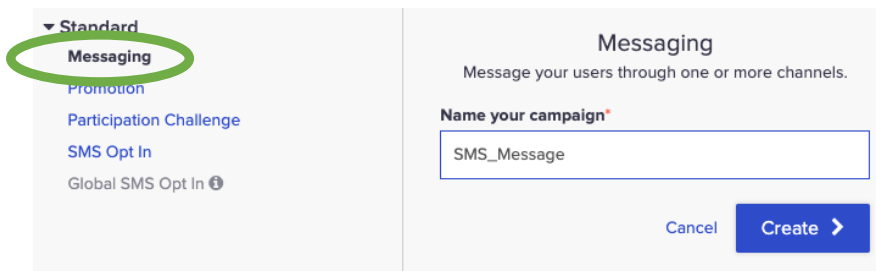 Standard
Messaging
Promotion
Participation Challenge
SMS Opt In
Global SMS Opt In
Messaging
Message your users through one or more channels.
Name your campaign*
SMS_Message
Cancel
Create